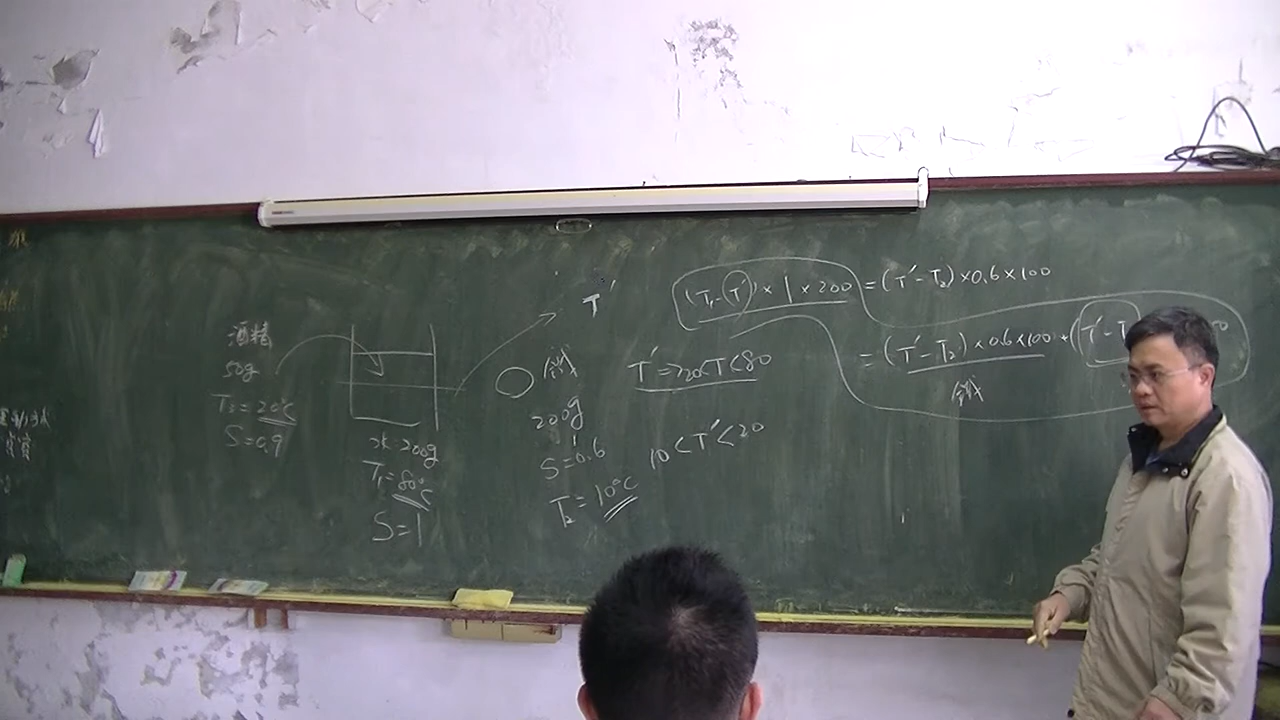 酒精
50g
T₃=20℃
S=0.9
水=200g
T₁=80℃
S=1
T'
鐵
200g
S=0.6
T₂=10℃
(T₁-(T')×1×200=(T'-T₂)×0.6×100
=(T'-T₂)×0.6×100+
鐵
T'=>20<T<80
10<T'<20